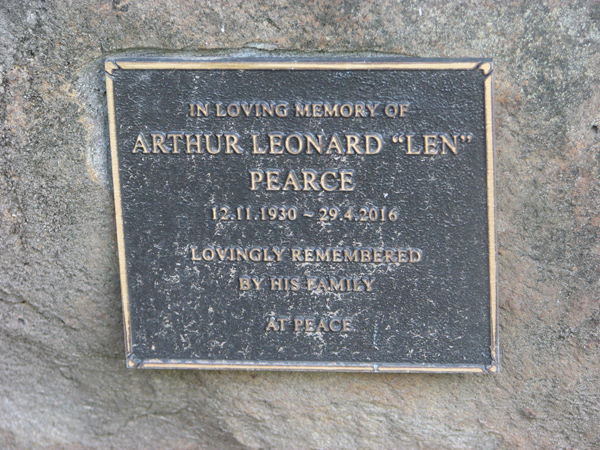 IN LOVING MEMORY OF
ARTHUR LEONARD "LEN"
PEARCE
12.11.1930 ~ 29.4.2016
LOVINGLY REMEMBERED
BY HIS FAMILY
AT PEACE